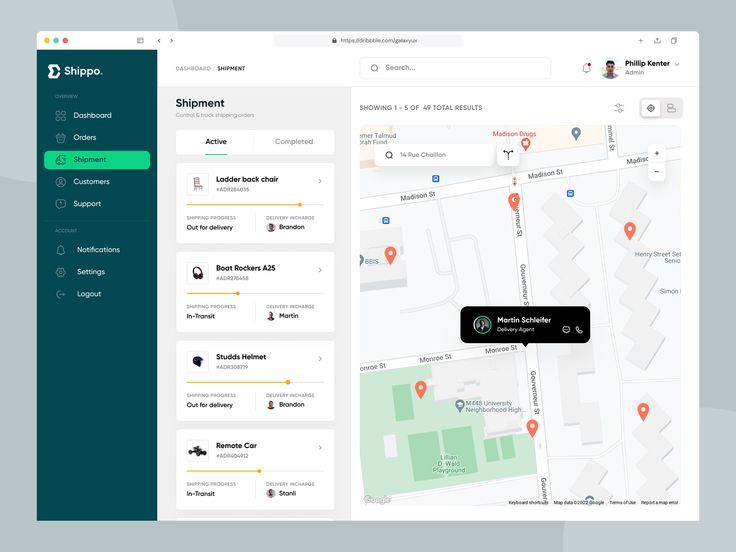 https://dribbble.com/galaxyux
Shippo.
OVERVIEW
Dashboard
Orders
Shipment
Customers
Support
ACCOUNT
Notifications
Settings
Logout
DASHBOARD / SHIPMENT
Search...
Phillip Kenter
Admin
Shipment
Control & track shipping orders
Active
Completed
Ladder back chair
#ADR284035
SHIPPING PROGRESS
Out for delivery
DELIVERY INCHARGE
Brandon
Boat Rockers A25
#ADR278458
SHIPPING PROGRESS
In-Transit
DELIVERY INCHARGE
Martin
Studds Helmet
#ADR308719
SHIPPING PROGRESS
Out for delivery
DELIVERY INCHARGE
Brandon
Remote Car
#ADR404912
SHIPPING PROGRESS
In-Transit
DELIVERY INCHARGE
Stanli
SHOWING 1 - 5 OF 49 TOTAL RESULTS
emer Talmud
orah Fund
Madison Drugs
14 Rue Chaillon
+
−
Madison St
Madison St
Gouverneur St
Gouverneur St
Gouverneur St
BBIS
Henry Street Set
Senio
Simon
Martin Schleifer
Delivery Agent
Monroe St
Monroe St
M448 University
Neighborhood High...
Lillian
D. Wald
Playground
Google
Keyboard shortcuts
Map data ©2022 Google
Terms of Use
Report a map error